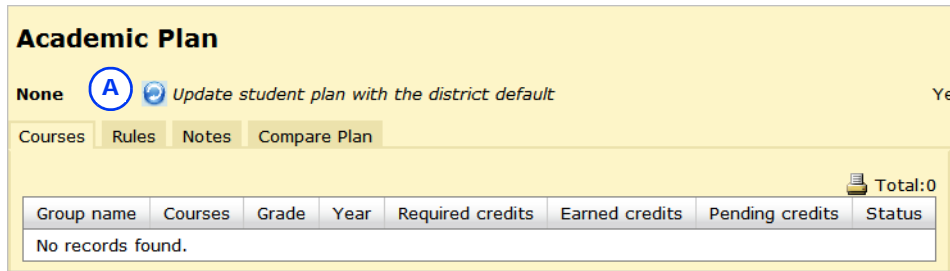 Academic Plan
None A Update student plan with the district default Ye
Courses Rules Notes Compare Plan
Total:0
Group name Courses Grade Year Required credits Earned credits Pending credits Status
No records found.